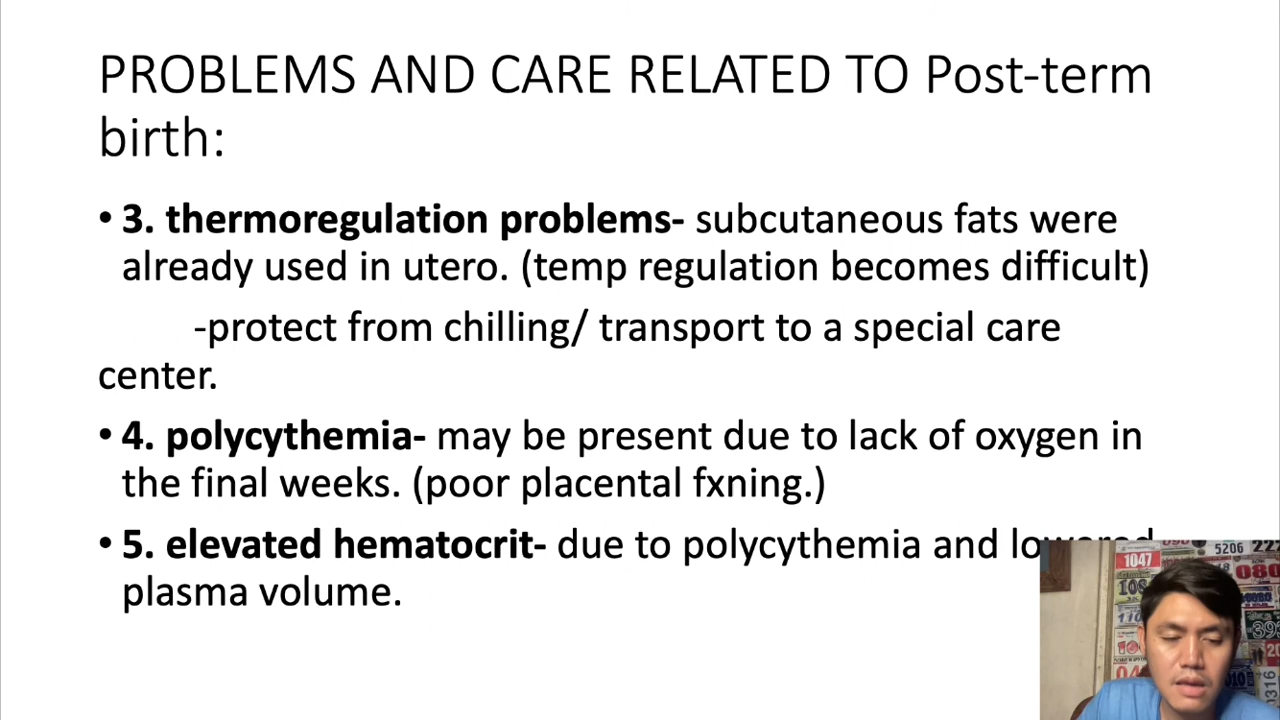 PROBLEMS AND CARE RELATED TO Post-term
birth:
• 3. thermoregulation problems- subcutaneous fats were
already used in utero. (temp regulation becomes difficult)
-protect from chilling/ transport to a special care
center.
• 4. polycythemia- may be present due to lack of oxygen in
the final weeks. (poor placental fxning.)
• 5. elevated hematocrit- due to polycythemia and lowered
plasma volume.
5206
1047